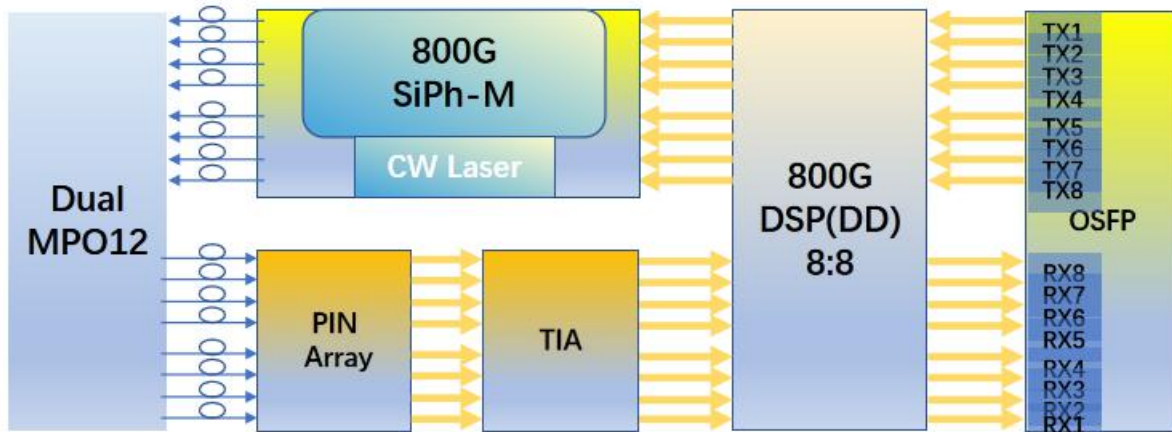 Dual
MPO12
800G
SiPh-M
CW Laser
PIN
Array
TIA
800G
DSP(DD)
8:8
TX1
TX2
TX3
TX4
TX5
TX6
TX7
TX8
OSFP
RX8
RX7
RX6
RX5
RX4
RX3
RX2
RX1